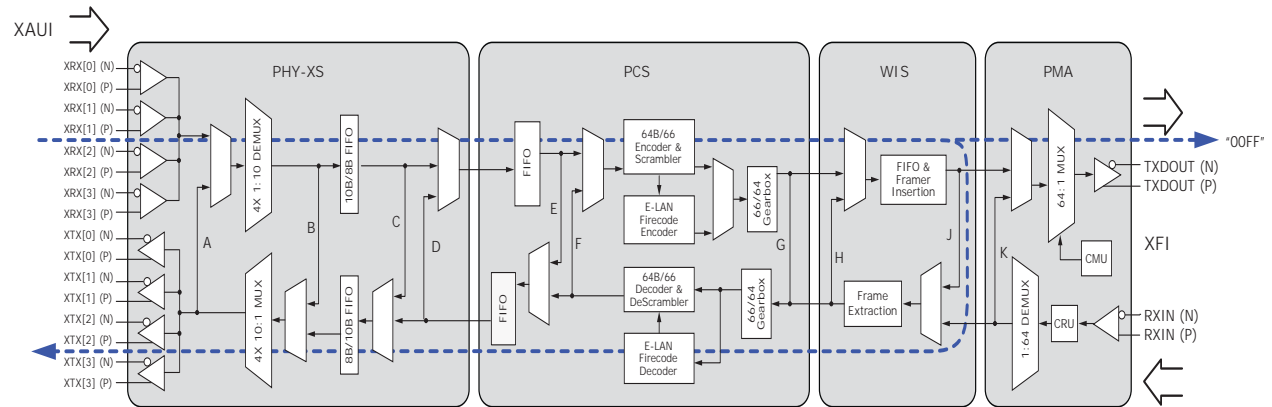 XAUI
PHY-XS
PCS
WIS
PMA
XRX[0] (N)
XRX[0] (P)
XRX[1] (N)
XRX[1] (P)
XRX[2] (N)
XRX[2] (P)
XRX[3] (N)
XRX[3] (P)
XTX[0] (N)
XTX[0] (P)
XTX[1] (N)
XTX[1] (P)
XTX[2] (N)
XTX[2] (P)
XTX[3] (N)
XTX[3] (P)
A
4X 1:10 DEMUX
4X 10:1 MUX
B
10B/8B FIFO
8B/10B FIFO
C
D
FIFO
FIFO
E
F
64B/66
Encoder &
Scrambler
E-LAN
Firecode
Encoder
64B/66
Decoder &
DeScrambler
E-LAN
Firecode
Decoder
66/64
Gearbox
66/64
Gearbox
G
H
FIFO &
Framer
Insertion
Frame
Extraction
J
K
64:1 MUX
1:64 DEMUX
CMU
CRU
"00FF"
TXDOUT (N)
TXDOUT (P)
XFI
RXIN (N)
RXIN (P)